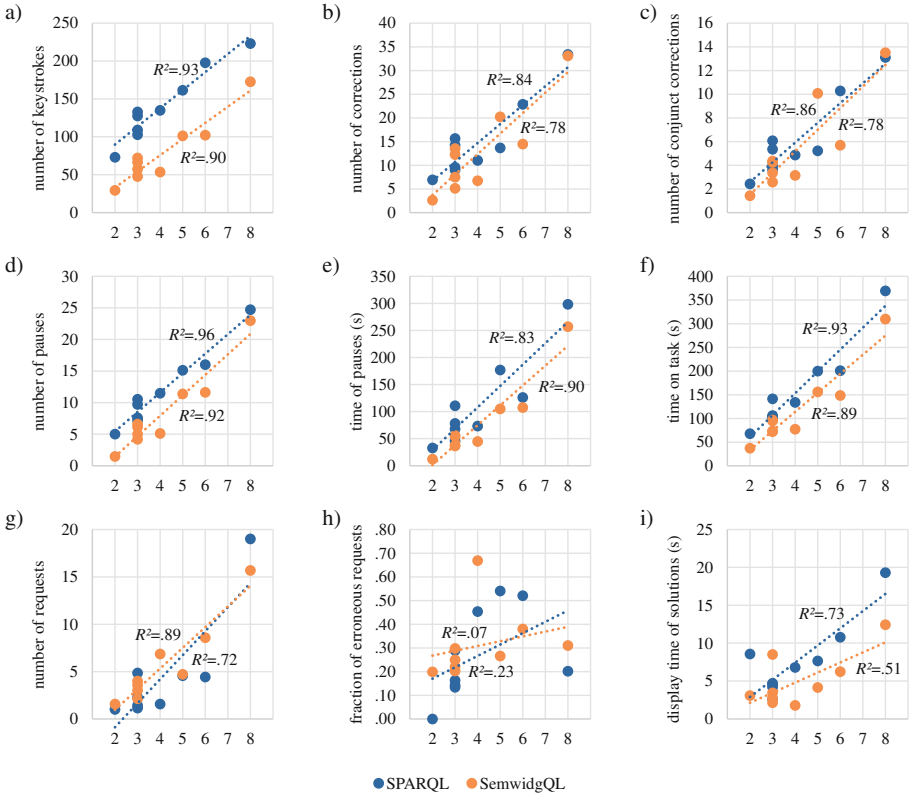 a)
number of keystrokes
250
200
150
100
50
0
R²=.93
R²=.90
2 3 4 5 6 7 8
b)
number of corrections
40
35
30
25
20
15
10
5
0
R²=.84
R²=.78
2 3 4 5 6 7 8
c)
number of conjunct corrections
16
14
12
10
8
6
4
2
0
R²=.86
R²=.78
2 3 4 5 6 7 8
d)
number of pauses
30
25
20
15
10
5
0
R²=.96
R²=.92
2 3 4 5 6 7 8
e)
time of pauses (s)
350
300
250
200
150
100
50
0
R²=.83
R²=.90
2 3 4 5 6 7 8
f)
time on task (s)
400
350
300
250
200
150
100
50
0
R²=.93
R²=.89
2 3 4 5 6 7 8
g)
number of requests
20
15
10
5
0
R²=.89
R²=.72
2 3 4 5 6 7 8
h)
fraction of erroneous requests
.80
.70
.60
.50
.40
.30
.20
.10
.00
R²=.07
R²=.23
2 3 4 5 6 7 8
i)
display time of solutions (s)
25
20
15
10
5
0
R²=.73
R²=.51
2 3 4 5 6 7 8
SPARQL SemwidgQL